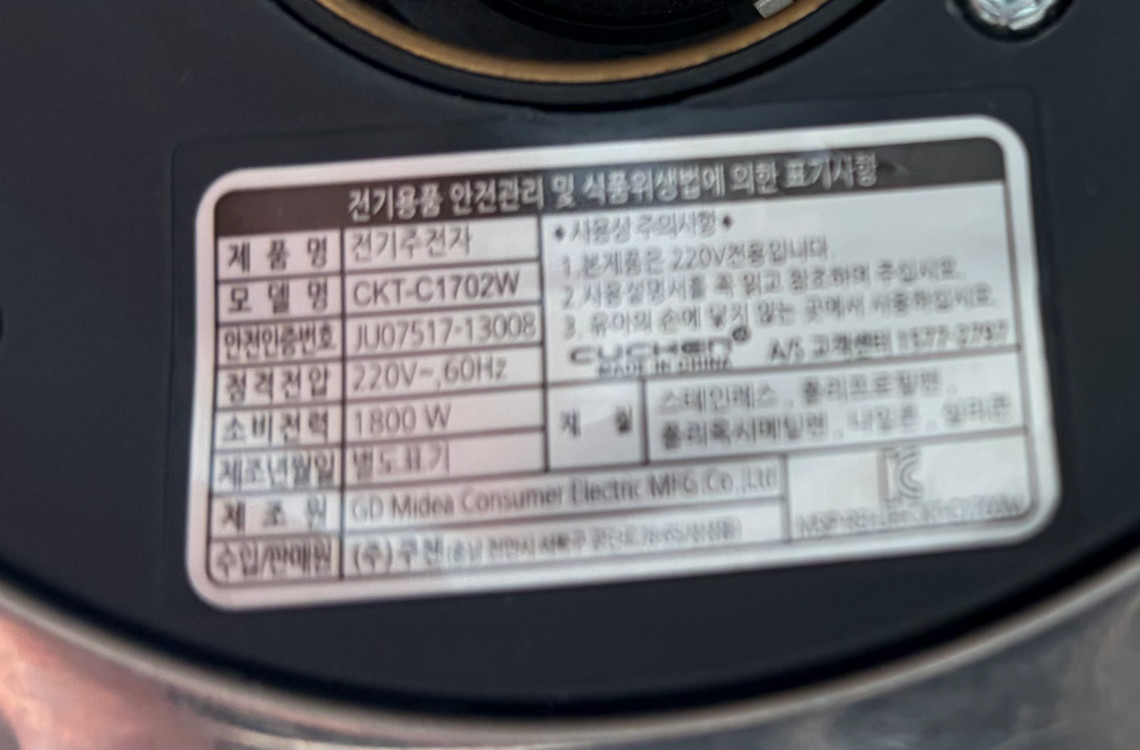 전기용품 안전관리 및 식품위생법에 의한 표기사항
제 품 명 전기주전자
모 델 명 CKT-C1702W
안전인증번호 JU07517-13008
정격전압 220V~,60Hz
소비전력 1800 W
제조년월일 별도표기
제 조 원 GD Midea Consumer Electric MFG.Co.,Ltd
수입/판매원 (주)쿠첸
♦사용상 주의사항♦
1.본제품은 220V전용입니다
2.사용설명서를 꼭 읽고 참조하여 주십시오.
3. 유아의 손에 닿지 않는 곳에서 사용하십시오.
CUCHEN A/S 고객센터 1577-2797
MADE IN CHINA
재 질 스테인레스 , 폴리프로필렌 ,
폴리옥시메틸렌 , 나일론 , 실리콘